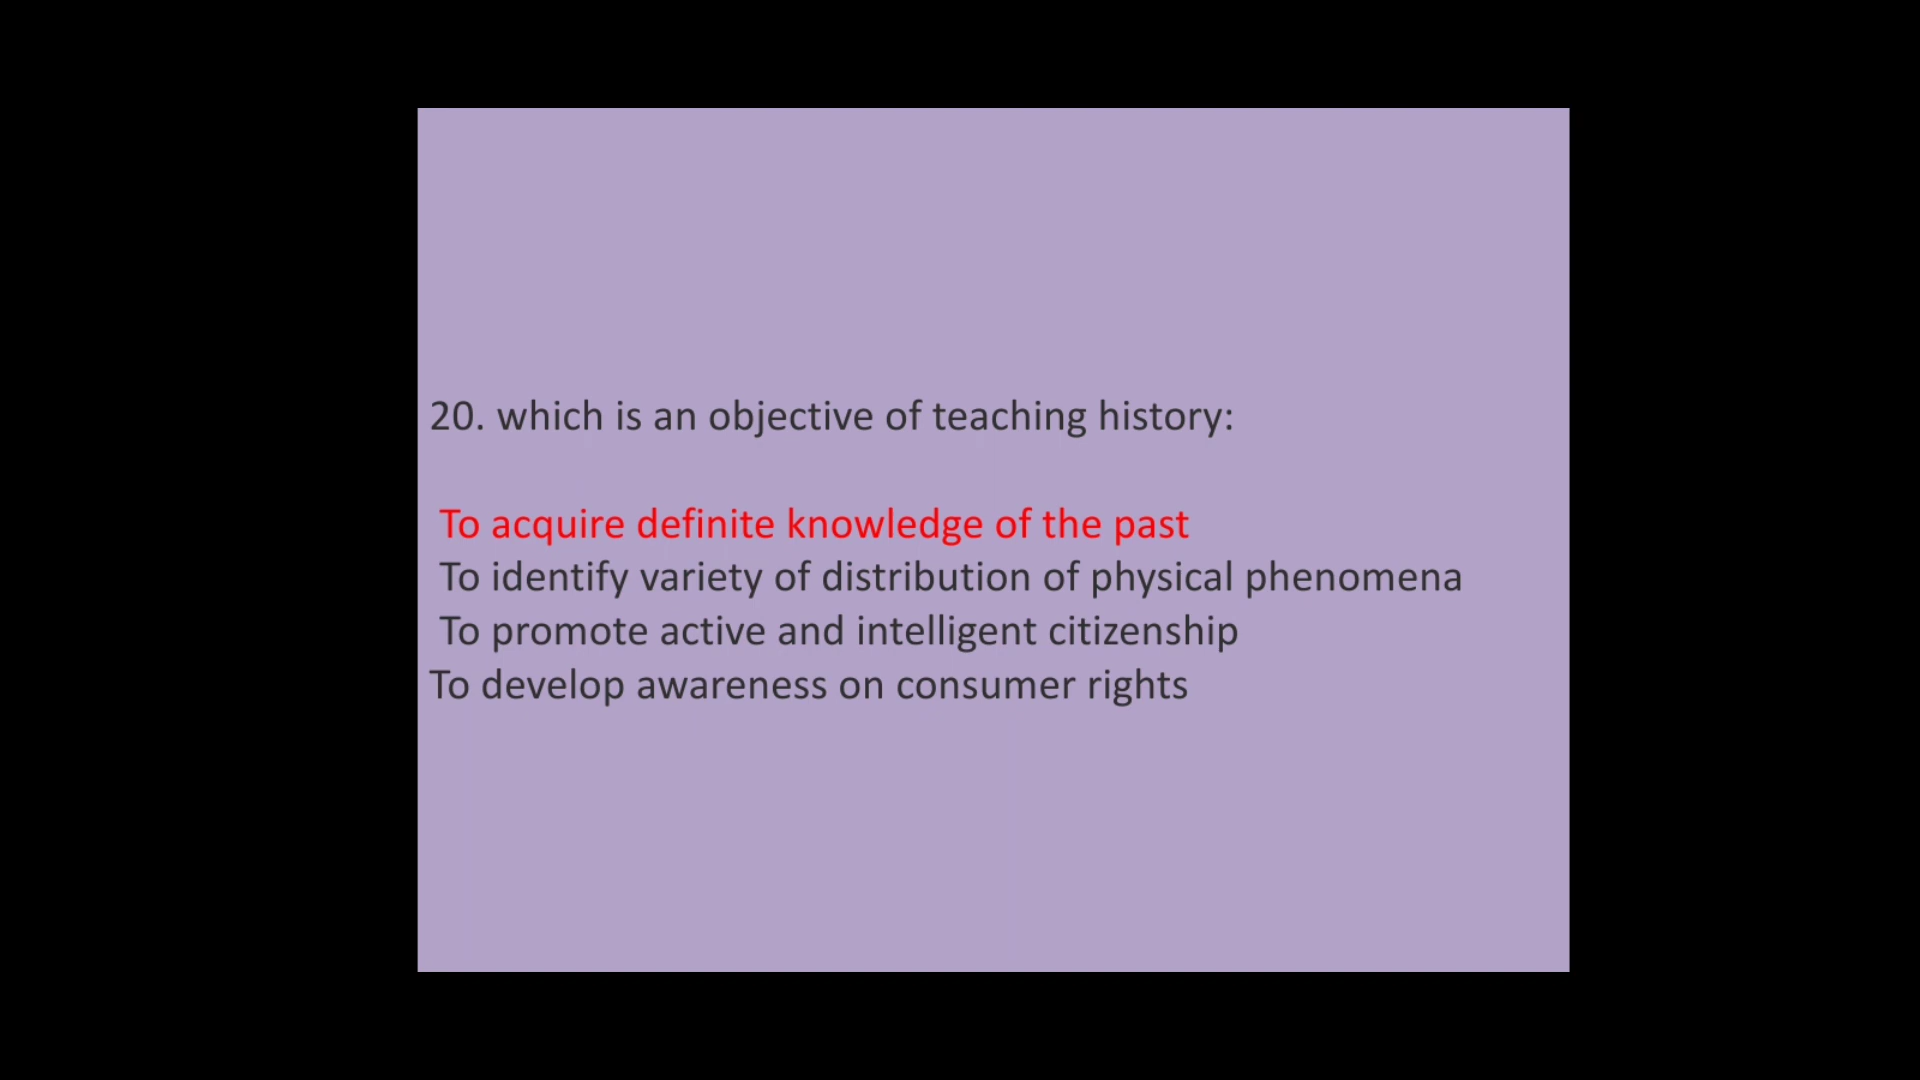 20. which is an objective of teaching history:
To acquire definite knowledge of the past
To identify variety of distribution of physical phenomena
To promote active and intelligent citizenship
To develop awareness on consumer rights